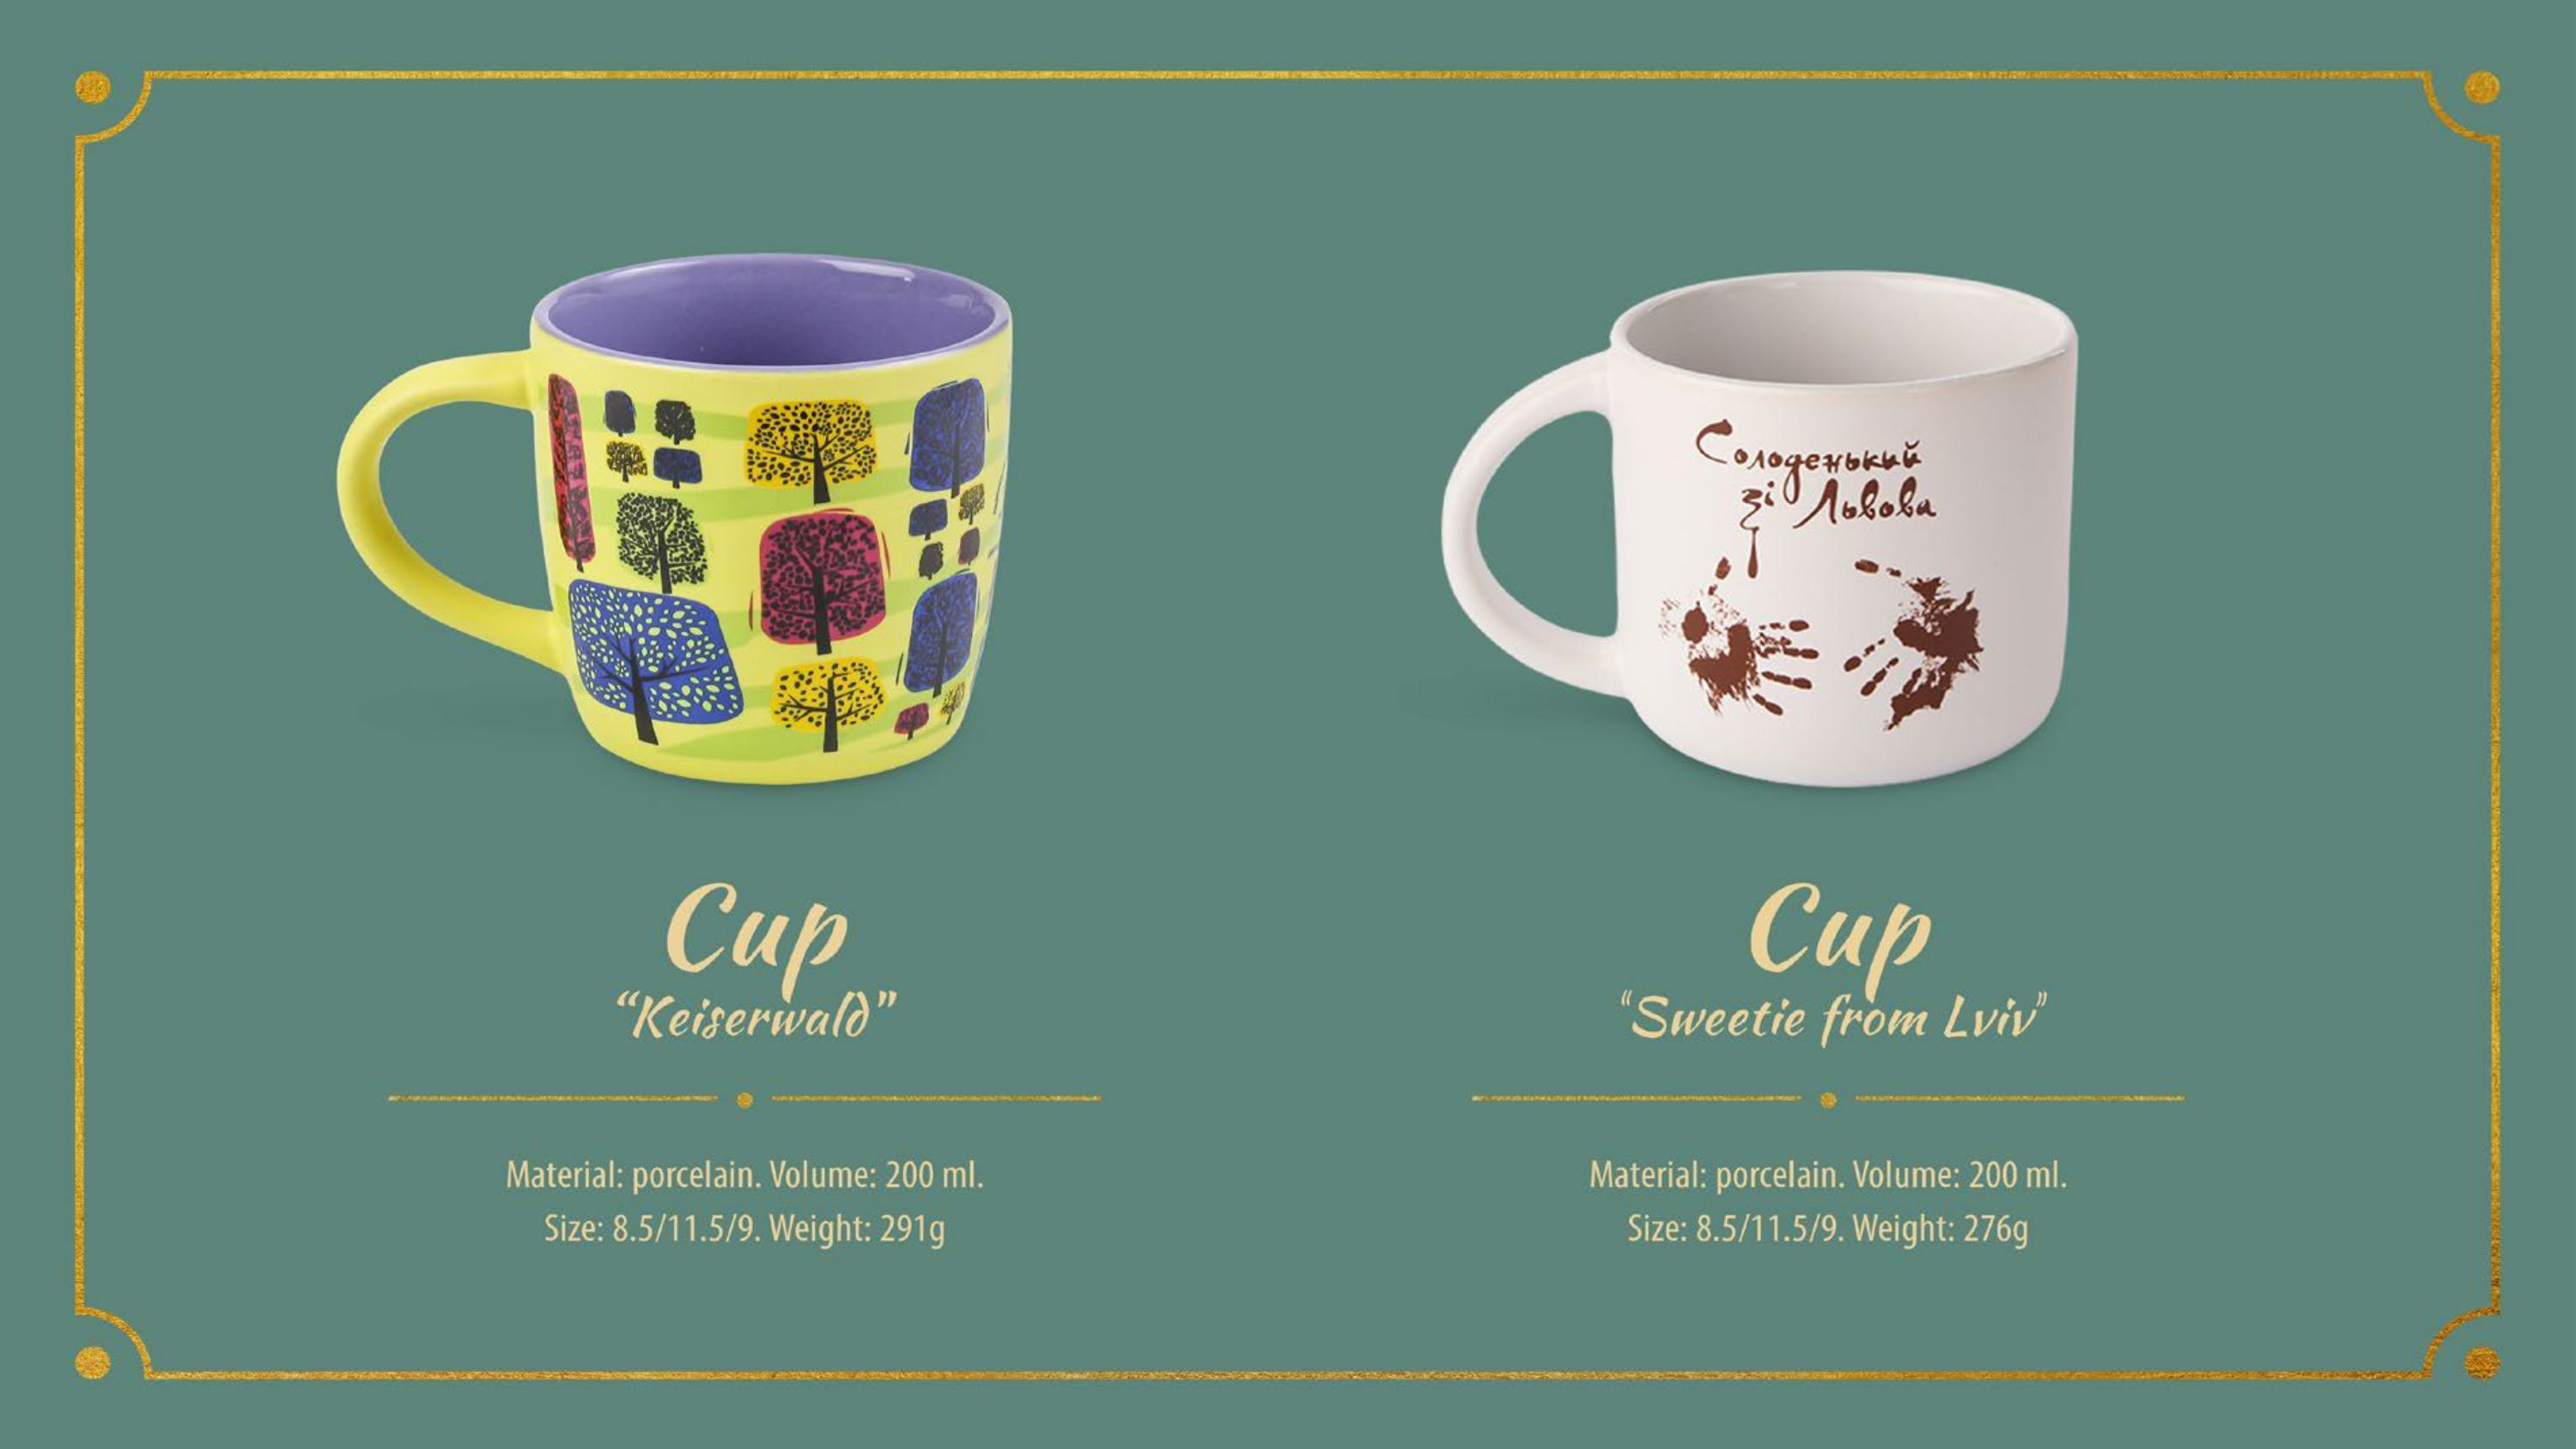 Солоденький
зі Львова
Cup
“Keiserwald”
Material: porcelain. Volume: 200 ml.
Size: 8.5/11.5/9. Weight: 291g
Cup
“Sweetie from Lviv”
Material: porcelain. Volume: 200 ml.
Size: 8.5/11.5/9. Weight: 276g